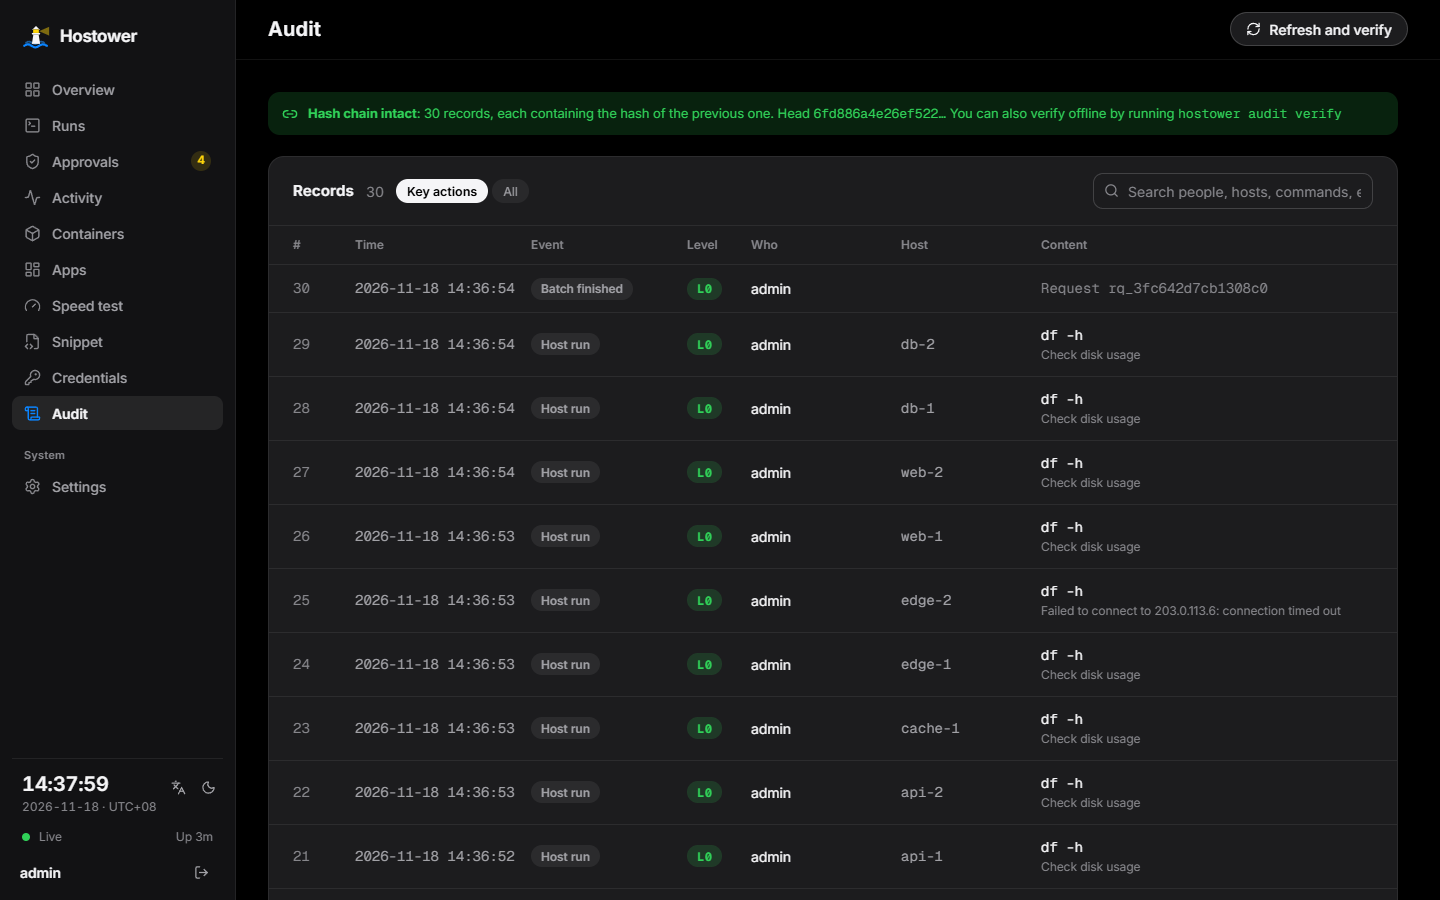 Hostower
Overview
Runs
Approvals 4
Activity
Containers
Apps
Speed test
Snippet
Credentials
Audit
System
Settings
14:37:59
2026-11-18 · UTC+08
Live Up 3m
admin
Audit
Refresh and verify
Hash chain intact: 30 records, each containing the hash of the previous one. Head 6fd886a4e26ef522… You can also verify offline by running hostower audit verify
Records 30 Key actions All
Search people, hosts, commands, e
# Time Event Level Who Host Content
30 2026-11-18 14:36:54 Batch finished L0 admin Request rq_3fc642d7cb1308c0
29 2026-11-18 14:36:54 Host run L0 admin db-2 df -h
Check disk usage
28 2026-11-18 14:36:54 Host run L0 admin db-1 df -h
Check disk usage
27 2026-11-18 14:36:54 Host run L0 admin web-2 df -h
Check disk usage
26 2026-11-18 14:36:53 Host run L0 admin web-1 df -h
Check disk usage
25 2026-11-18 14:36:53 Host run L0 admin edge-2 df -h
Failed to connect to 203.0.113.6: connection timed out
24 2026-11-18 14:36:53 Host run L0 admin edge-1 df -h
Check disk usage
23 2026-11-18 14:36:53 Host run L0 admin cache-1 df -h
Check disk usage
22 2026-11-18 14:36:53 Host run L0 admin api-2 df -h
Check disk usage
21 2026-11-18 14:36:52 Host run L0 admin api-1 df -h
Check disk usage